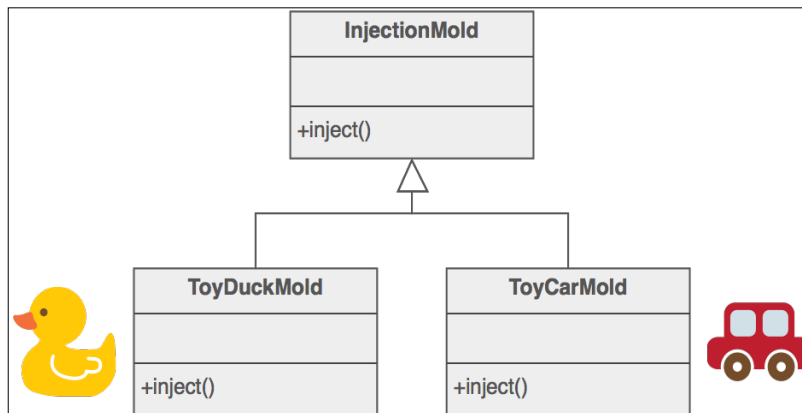 InjectionMold
+inject()
ToyDuckMold
ToyCarMold
+inject()
+inject()